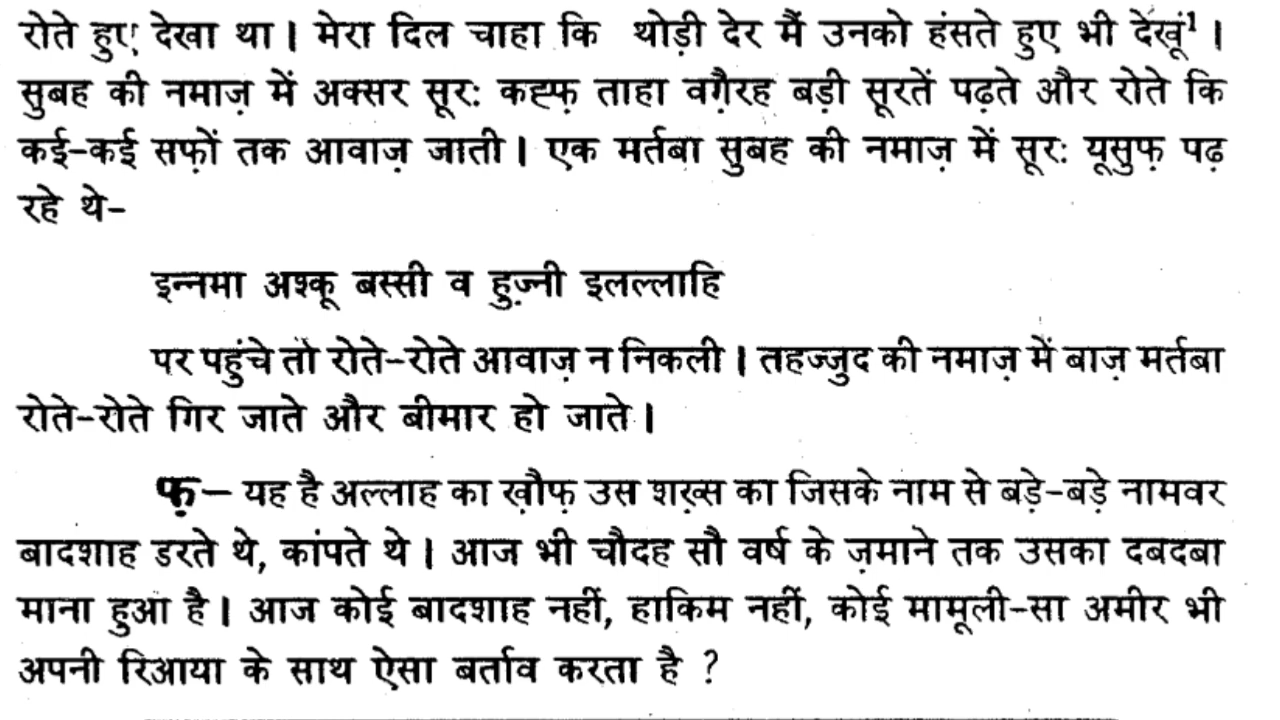 रोते हुए देखा था। मेरा दिल चाहा कि थोड़ी देर मैं उनको हंसते हुए भी देखूं¹।
सुबह की नमाज़ में अक्सर सूरः कह्फ़ ताहा वग़ैरह बड़ी सूरतें पढ़ते और रोते कि
कई-कई सफ़ों तक आवाज़ जाती। एक मर्तबा सुबह की नमाज़ में सूरः यूसुफ़ पढ़
रहे थे-
इन्नमा अश्कू बस्सी व हुज़्नी इलल्लाहि
पर पहुंचे तो रोते-रोते आवाज़ न निकली। तहज्जुद की नमाज़ में बाज़ मर्तबा
रोते-रोते गिर जाते और बीमार हो जाते।
फ़— यह है अल्लाह का ख़ौफ़ उस शख़्स का जिसके नाम से बड़े-बड़े नामवर
बादशाह डरते थे, कांपते थे। आज भी चौदह सौ वर्ष के ज़माने तक उसका दबदबा
माना हुआ है। आज कोई बादशाह नहीं, हाकिम नहीं, कोई मामूली-सा अमीर भी
अपनी रिआया के साथ ऐसा बर्ताव करता है ?